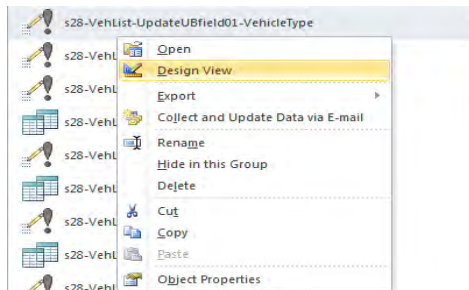 s28-VehList-UpdateUBfield01-VehicleType
s28-Vehl
Open
Design View
s28-Vehl
Export
s28-Vehl
Collect and Update Data via E-mail
s28-Vehl
Rename
Hide in this Group
s28-Vehl
Delete
s28-Vehl
Cut
Copy
s28-Vehl
Paste
s28-Vehl
Object Properties